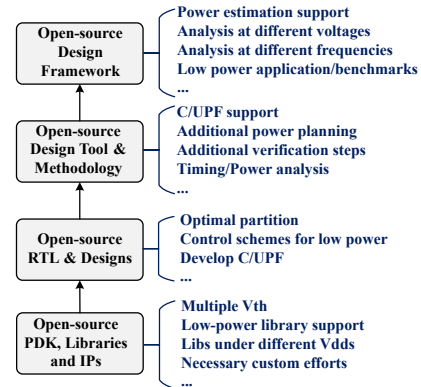 Open-source
Design
Framework
Power estimation support
Analysis at different voltages
Analysis at different frequencies
Low power application/benchmarks
...
Open-source
Design Tool &
Methodology
C/UPF support
Additional power planning
Additional verification steps
Timing/Power analysis
...
Open-source
RTL & Designs
Optimal partition
Control schemes for low power
Develop C/UPF
...
Open-source
PDK, Libraries
and IPs
Multiple Vth
Low-power library support
Libs under different Vdds
Necessary custom efforts
...